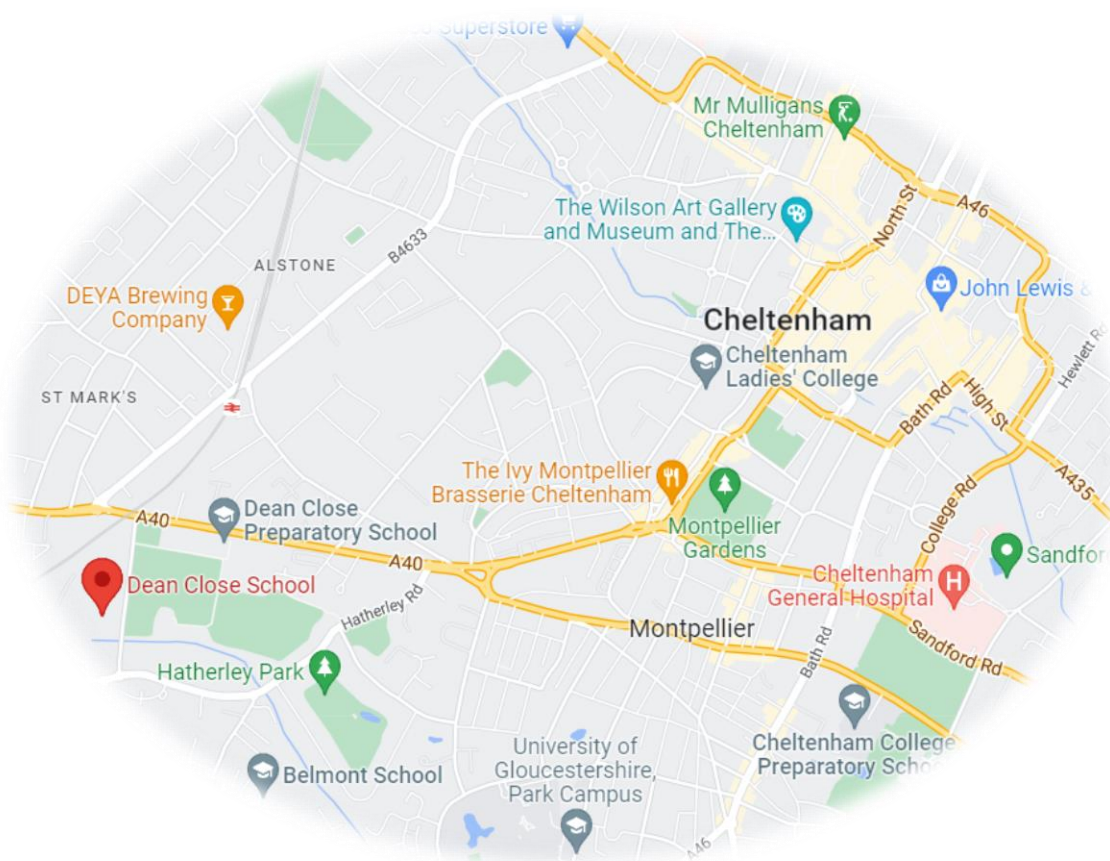 Superstore
Mr Mulligans
Cheltenham
A46
North St
The Wilson Art Gallery
and Museum and The...
B4633
ALSTONE
DEYA Brewing
Company
John Lewis &
Cheltenham
Cheltenham
Ladies' College
Hewlett Rd
ST MARK'S
Bath Rd
High St
The Ivy Montpellier
Brasserie Cheltenham
A435
College Rd
Dean Close
Preparatory School
A40
Montpellier
Gardens
A40
Sandfor
Dean Close School
Cheltenham
General Hospital
H
Hatherley Rd
Montpellier
Sandford Rd
Bath Rd
Hatherley Park
Cheltenham College
Preparatory Schoo
University of
Gloucestershire,
Park Campus
Belmont School
A46